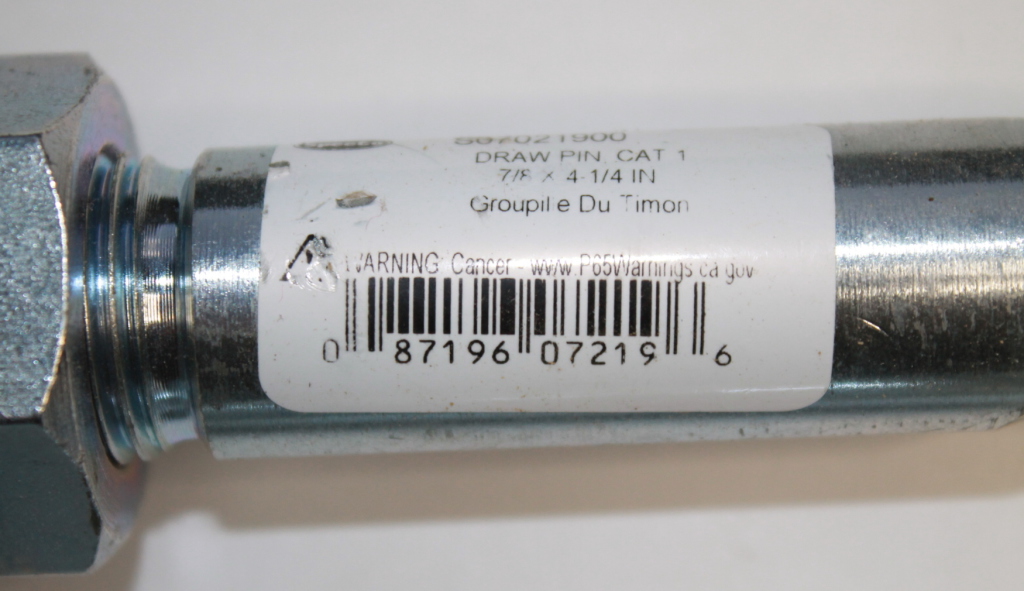 S07021900
DRAW PIN, CAT 1
7/8 x 4-1/4 IN
Groupille Du Timon
WARNING: Cancer - www.P65Warnings.ca.gov
0 87196 07219 6